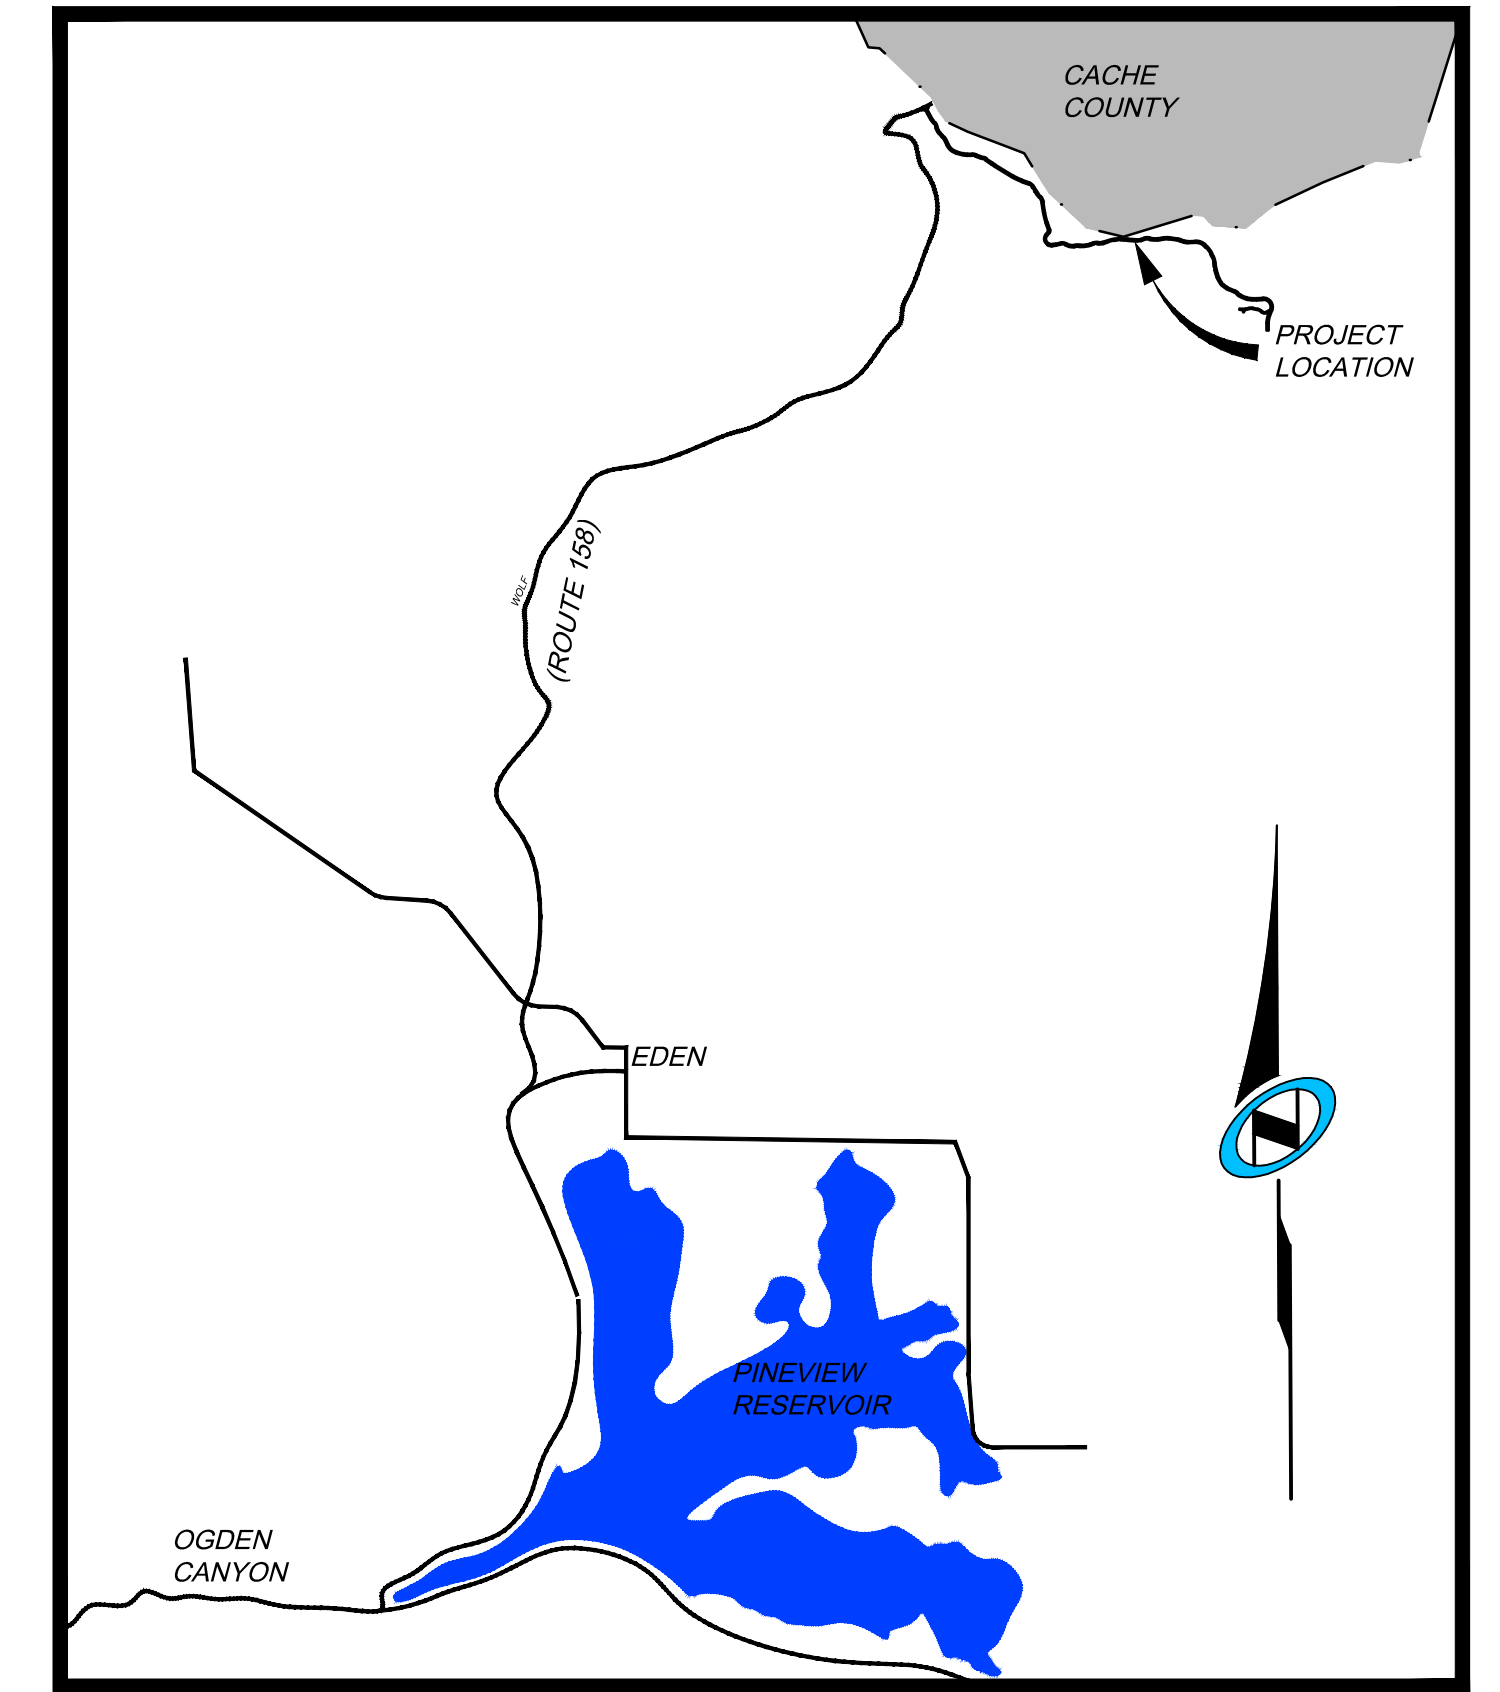 CACHE
COUNTY
PROJECT
LOCATION
(ROUTE 158)
WOLF
EDEN
N
PINEVIEW
RESERVOIR
OGDEN
CANYON